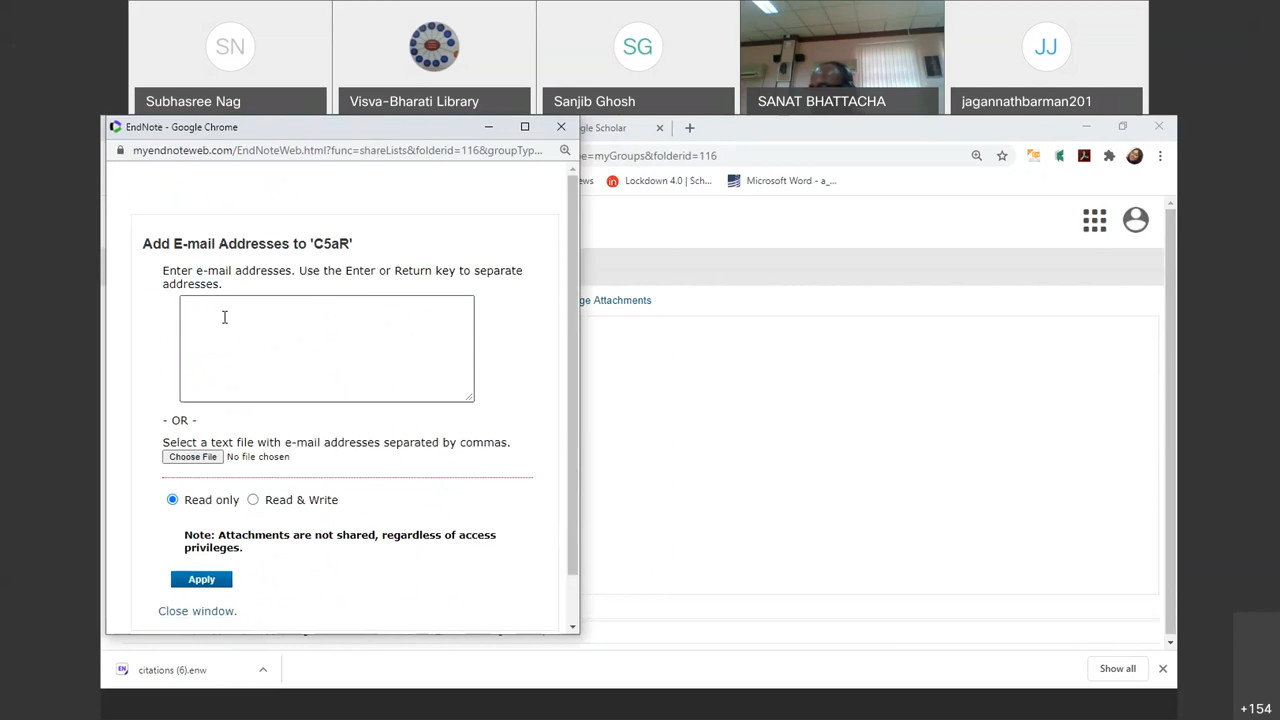 SN
SG
JJ
Subhasree Nag
Visva-Bharati Library
Sanjib Ghosh
SANAT BHATTACHA
jagannathbarman201
EndNote - Google Chrome
gle Scholar
myendnoteweb.com/EndNoteWeb.html?func=shareLists&folderid=116&groupTyp...
e=myGroups&folderid=116
ews
Lockdown 4.0 | Sch...
Microsoft Word - a_...
Add E-mail Addresses to 'C5aR'
Enter e-mail addresses. Use the Enter or Return key to separate
addresses.
ge Attachments
- OR -
Select a text file with e-mail addresses separated by commas.
Choose File No file chosen
Read only Read & Write
Note: Attachments are not shared, regardless of access
privileges.
Apply
Close window.
EN citations (6).enw
Show all
+154